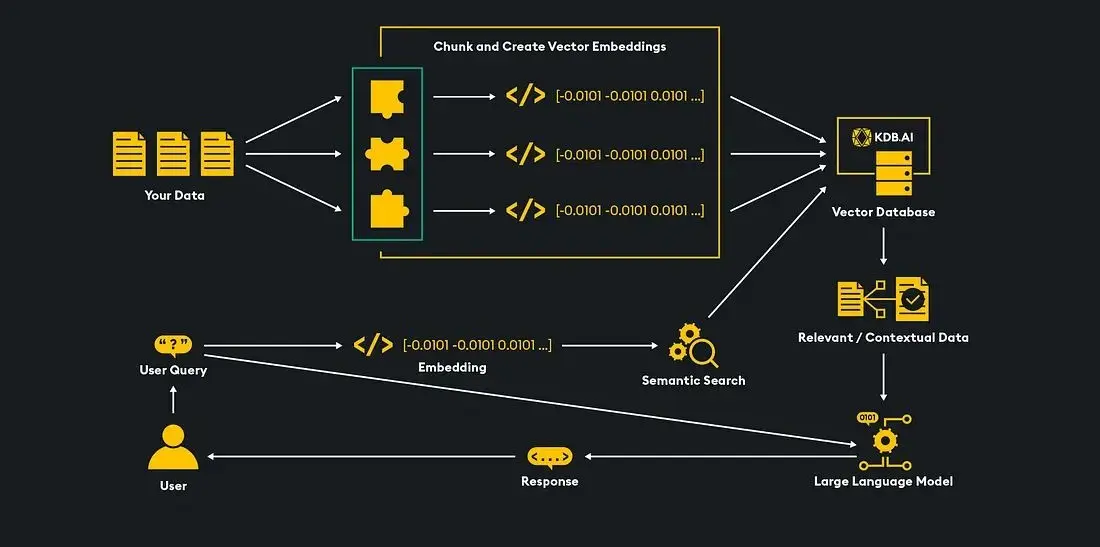 Chunk and Create Vector Embeddings
</> [-0.0101 -0.0101 0.0101 ...]
KDB.AI
</> [-0.0101 -0.0101 0.0101 ...]
Your Data
</> [-0.0101 -0.0101 0.0101 ...]
Vector Database
Relevant / Contextual Data
“ ? ”
User Query
</> [-0.0101 -0.0101 0.0101 ...]
Embedding
Semantic Search
0101
<...>
User
Response
Large Language Model